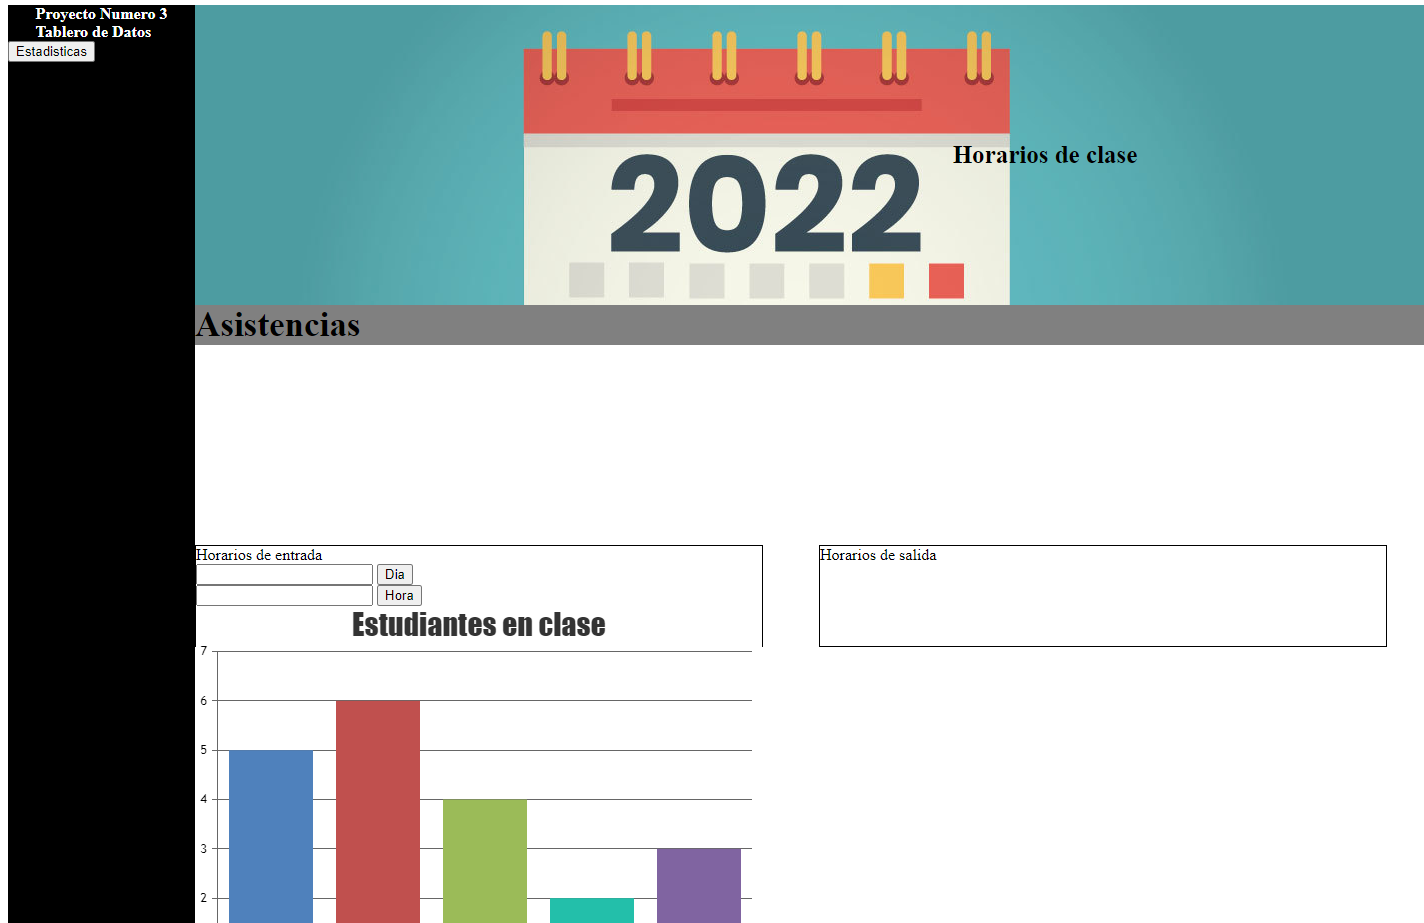 Proyecto Numero 3
Tablero de Datos
Estadisticas
Horarios de clase
2022
Asistencias
Horarios de entrada
Dia
Hora
Horarios de salida
Estudiantes en clase
7
6
5
4
3
2